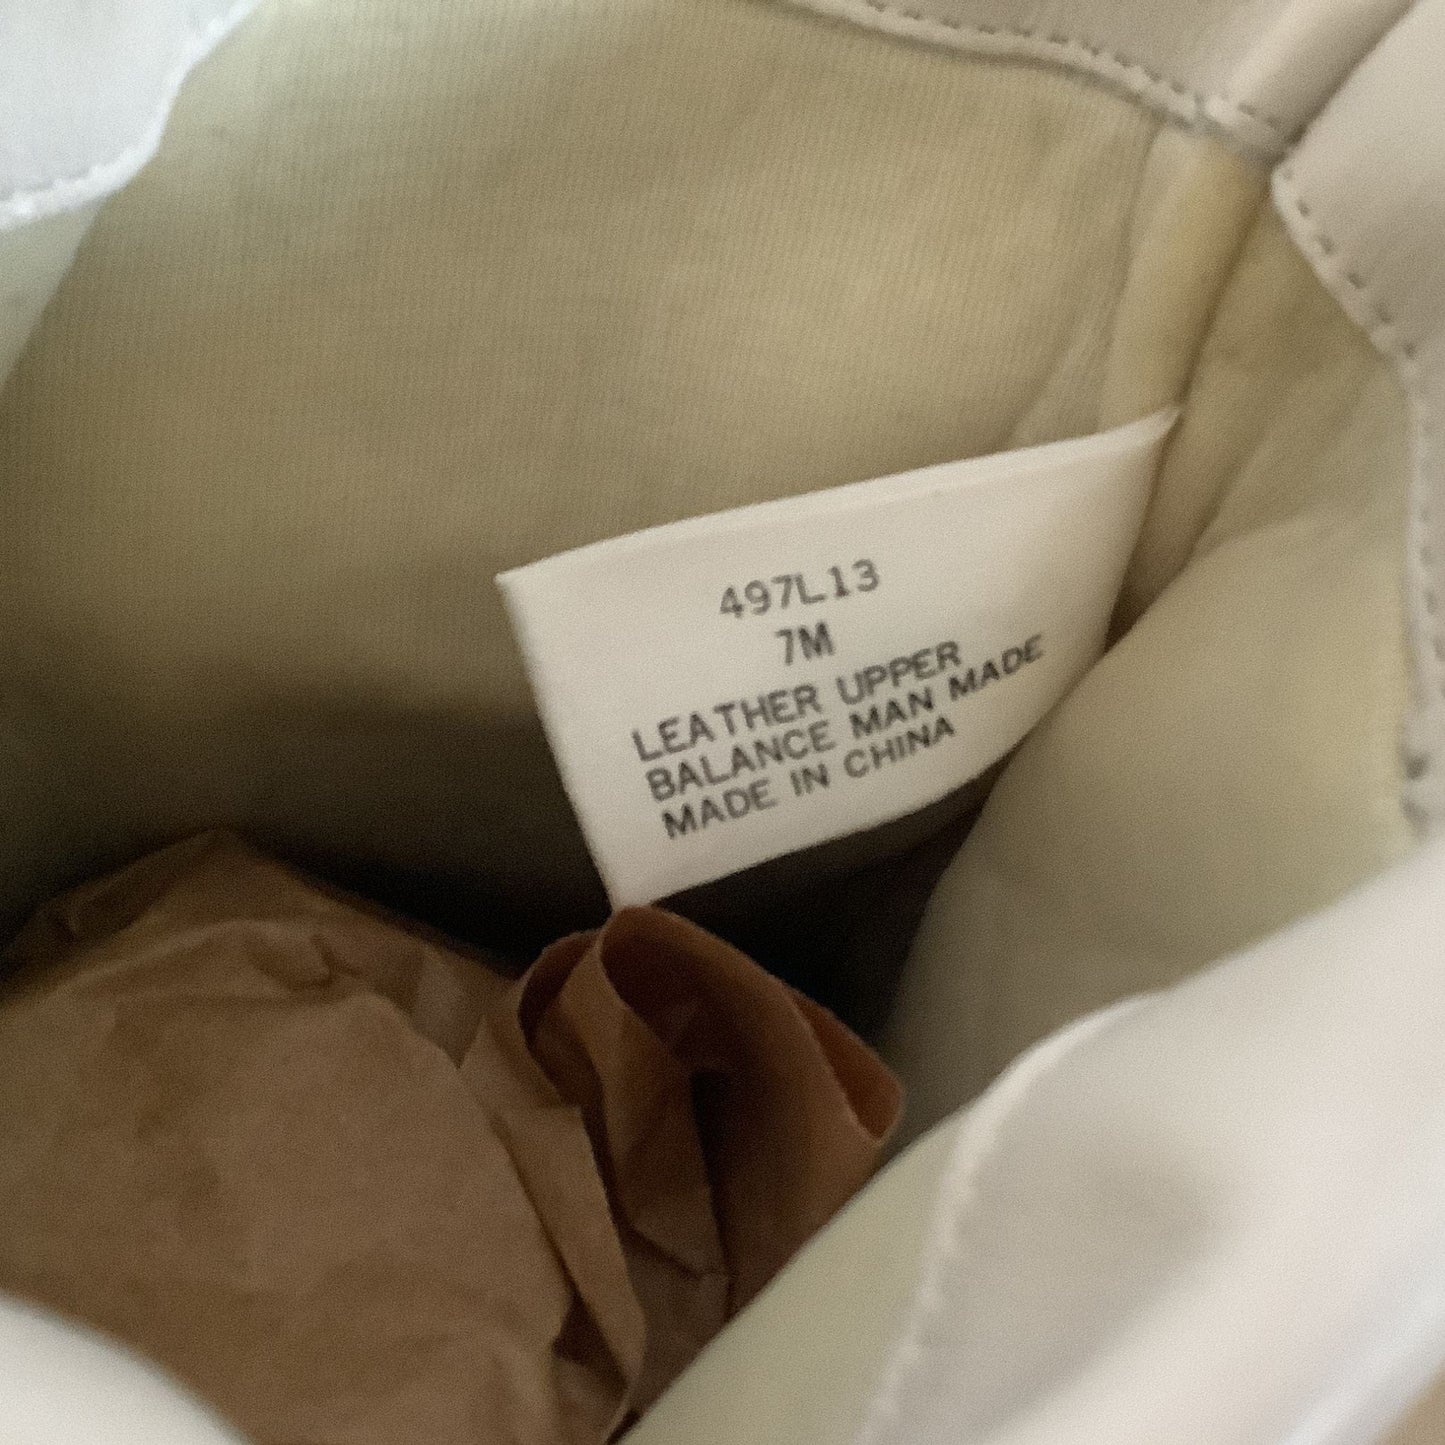 497L13
7M
LEATHER UPPER
BALANCE MAN MADE
MADE IN CHINA